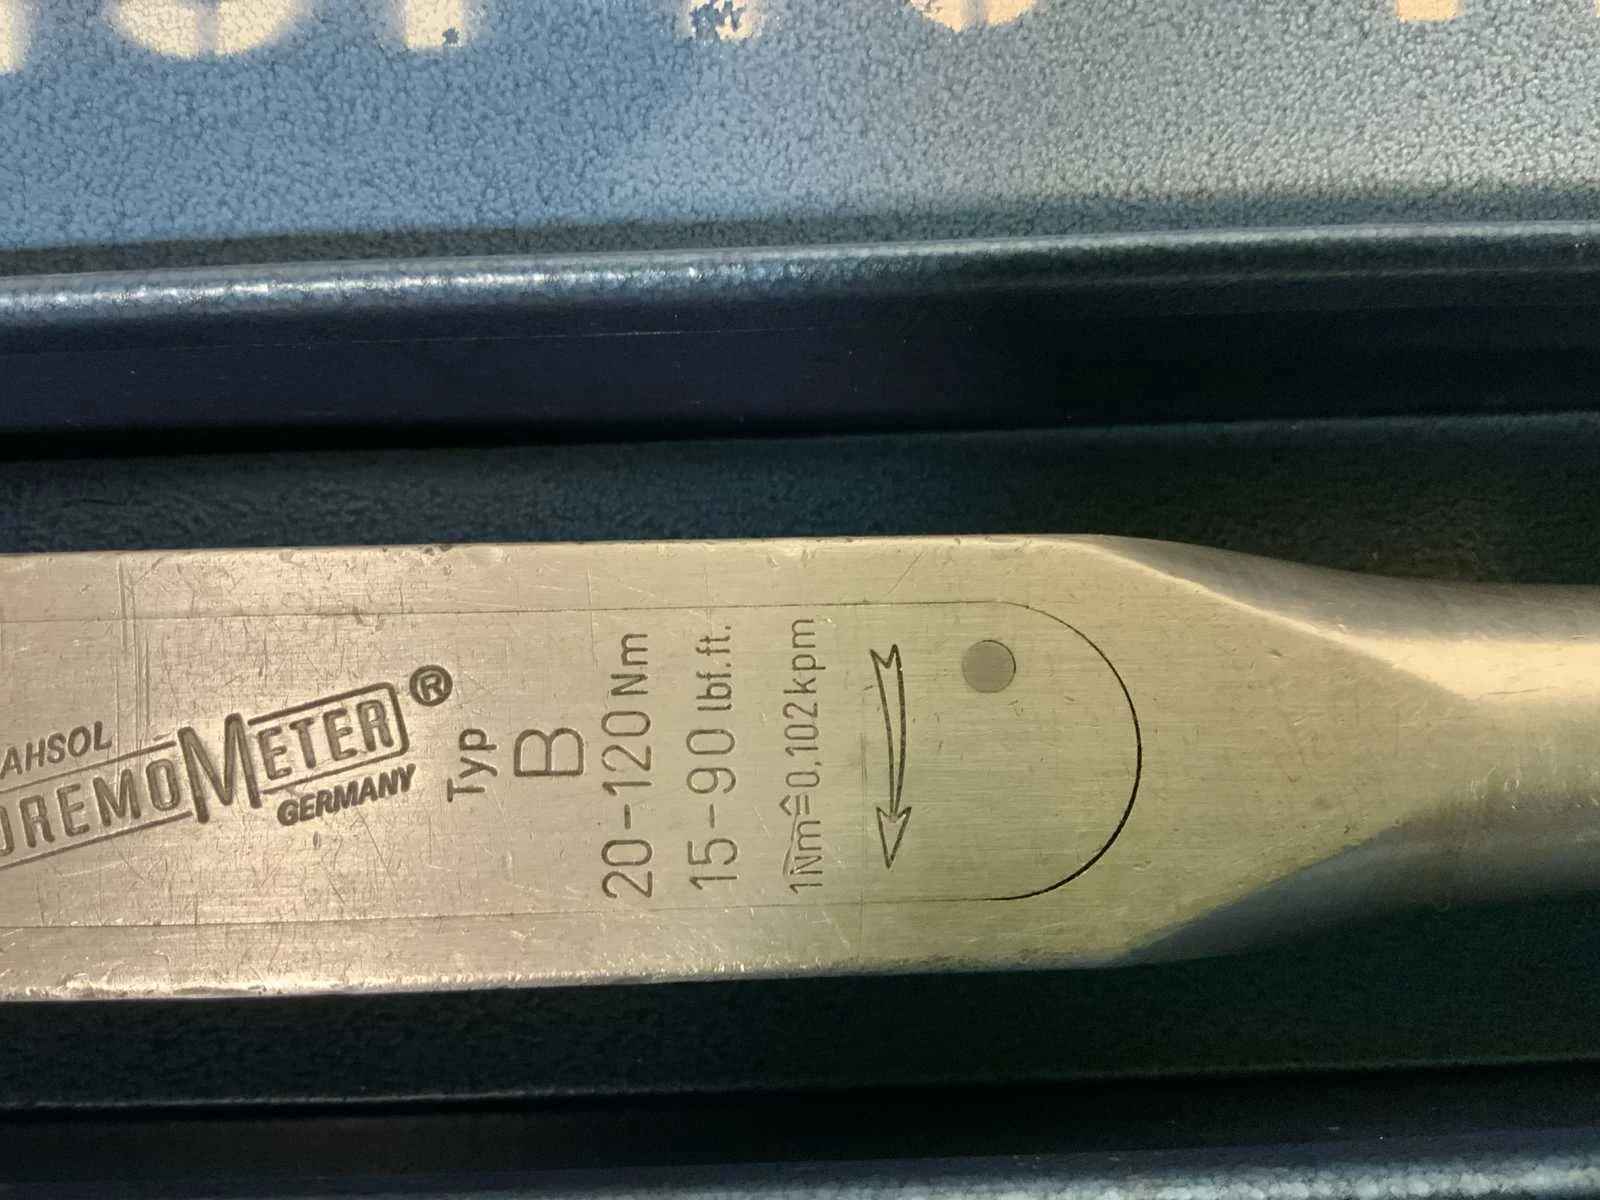 AHSOL
OREMOMETER®
GERMANY
Typ
B
20-120 Nm
15-90 lbf.ft.
1Nm≙0,102kpm